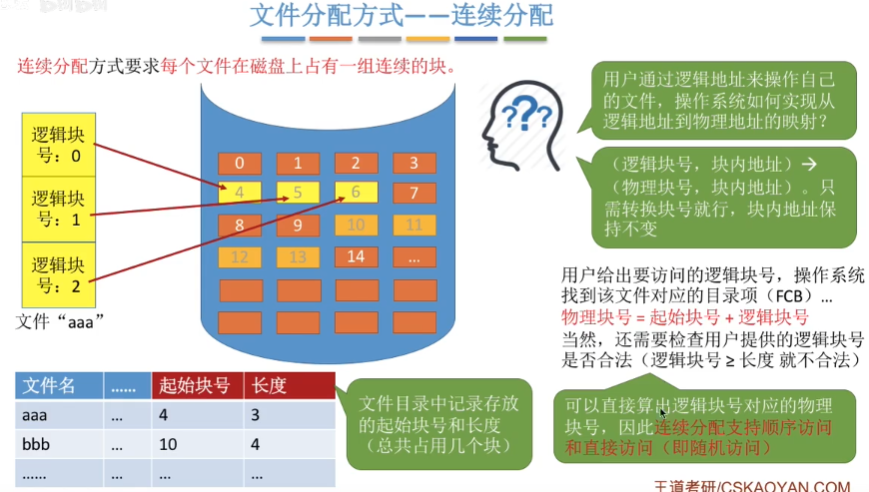 文件分配方式——连续分配
连续分配方式要求每个文件在磁盘上占有一组连续的块。
逻辑块
号：0
逻辑块
号：1
逻辑块
号：2
文件“aaa”
0 1 2 3
4 5 6 7
8 9 10 11
12 13 14 ...
???
用户通过逻辑地址来操作自己
的文件，操作系统如何实现从
逻辑地址到物理地址的映射？
（逻辑块号，块内地址）→
（物理块号，块内地址）。只
需转换块号就行，块内地址保
持不变
用户给出要访问的逻辑块号，操作系统
找到该文件对应的目录项（FCB）...
物理块号 = 起始块号 + 逻辑块号
当然，还需要检查用户提供的逻辑块号
是否合法（逻辑块号 ≥ 长度 就不合法）
可以直接算出逻辑块号对应的物理
块号，因此连续分配支持顺序访问
和直接访问（即随机访问）
文件名 …… 起始块号 长度
aaa ... 4 3
bbb ... 10 4
…… ... ... ...
文件目录中记录存放
的起始块号和长度
（总共占用几个块）
王道考研/CSKAOYAN.COM